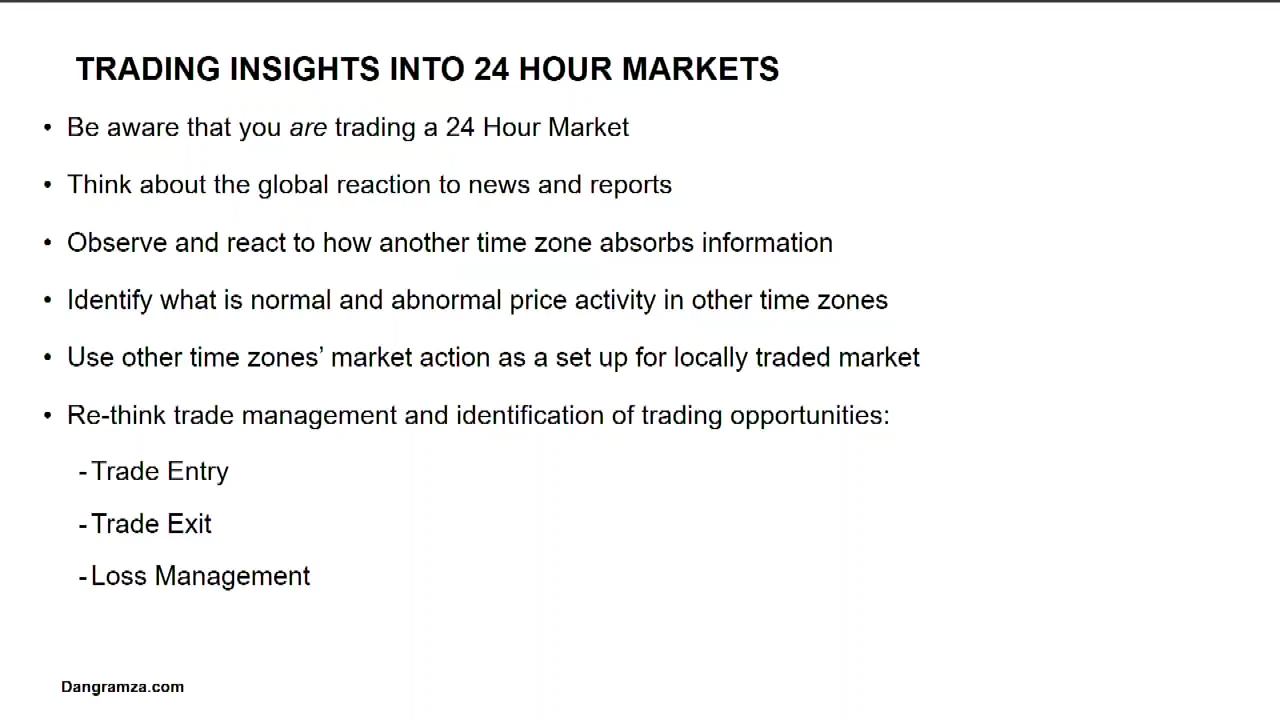 TRADING INSIGHTS INTO 24 HOUR MARKETS
• Be aware that you are trading a 24 Hour Market
• Think about the global reaction to news and reports
• Observe and react to how another time zone absorbs information
• Identify what is normal and abnormal price activity in other time zones
• Use other time zones’ market action as a set up for locally traded market
• Re-think trade management and identification of trading opportunities:
- Trade Entry
- Trade Exit
- Loss Management
Dangramza.com